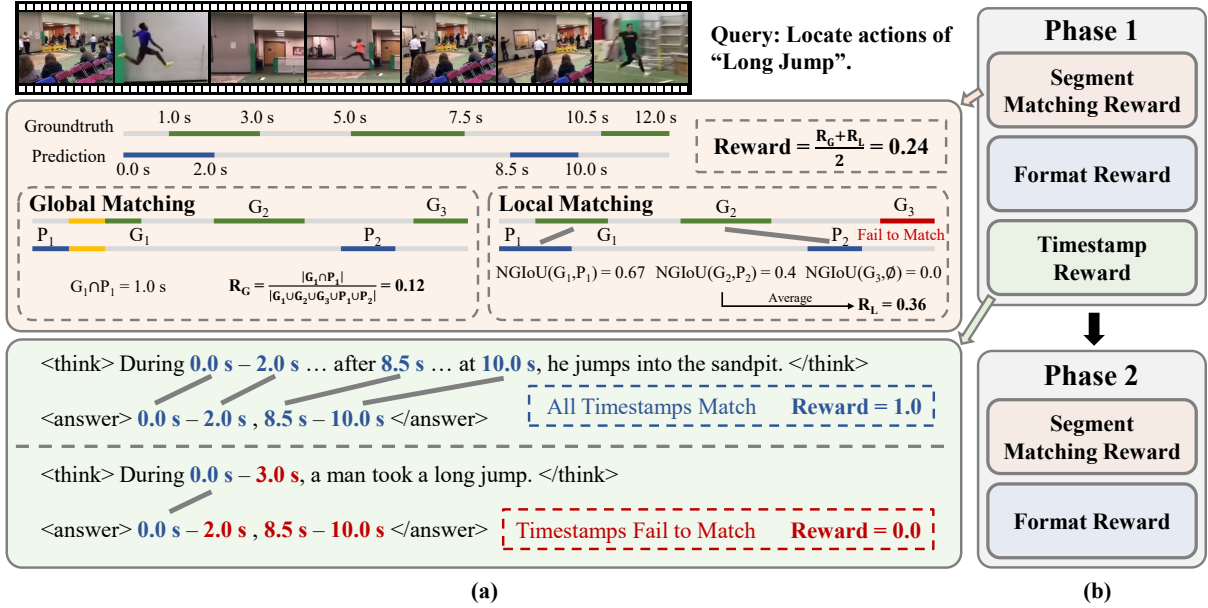 Query: Locate actions of
“Long Jump”.
1.0 s 3.0 s 5.0 s 7.5 s 10.5 s 12.0 s
Groundtruth
Prediction
0.0 s 2.0 s 8.5 s 10.0 s
Reward = (R_G+R_L)/2 = 0.24
Global Matching
G₂ G₃
P₁ G₁ P₂
G₁∩P₁ = 1.0 s
R_G = |G₁∩P₁| / |G₁∪G₂∪G₃∪P₁∪P₂| = 0.12
Local Matching
G₂ G₃
P₁ G₁ P₂ Fail to Match
NGIoU(G₁,P₁) = 0.67 NGIoU(G₂,P₂) = 0.4 NGIoU(G₃,∅) = 0.0
Average
R_L = 0.36
<think> During 0.0 s – 2.0 s … after 8.5 s … at 10.0 s, he jumps into the sandpit. </think>
<answer> 0.0 s – 2.0 s , 8.5 s – 10.0 s </answer>
All Timestamps Match Reward = 1.0
<think> During 0.0 s – 3.0 s, a man took a long jump. </think>
<answer> 0.0 s – 2.0 s , 8.5 s – 10.0 s </answer>
Timestamps Fail to Match Reward = 0.0
(a)
Phase 1
Segment
Matching Reward
Format Reward
Timestamp
Reward
Phase 2
Segment
Matching Reward
Format Reward
(b)